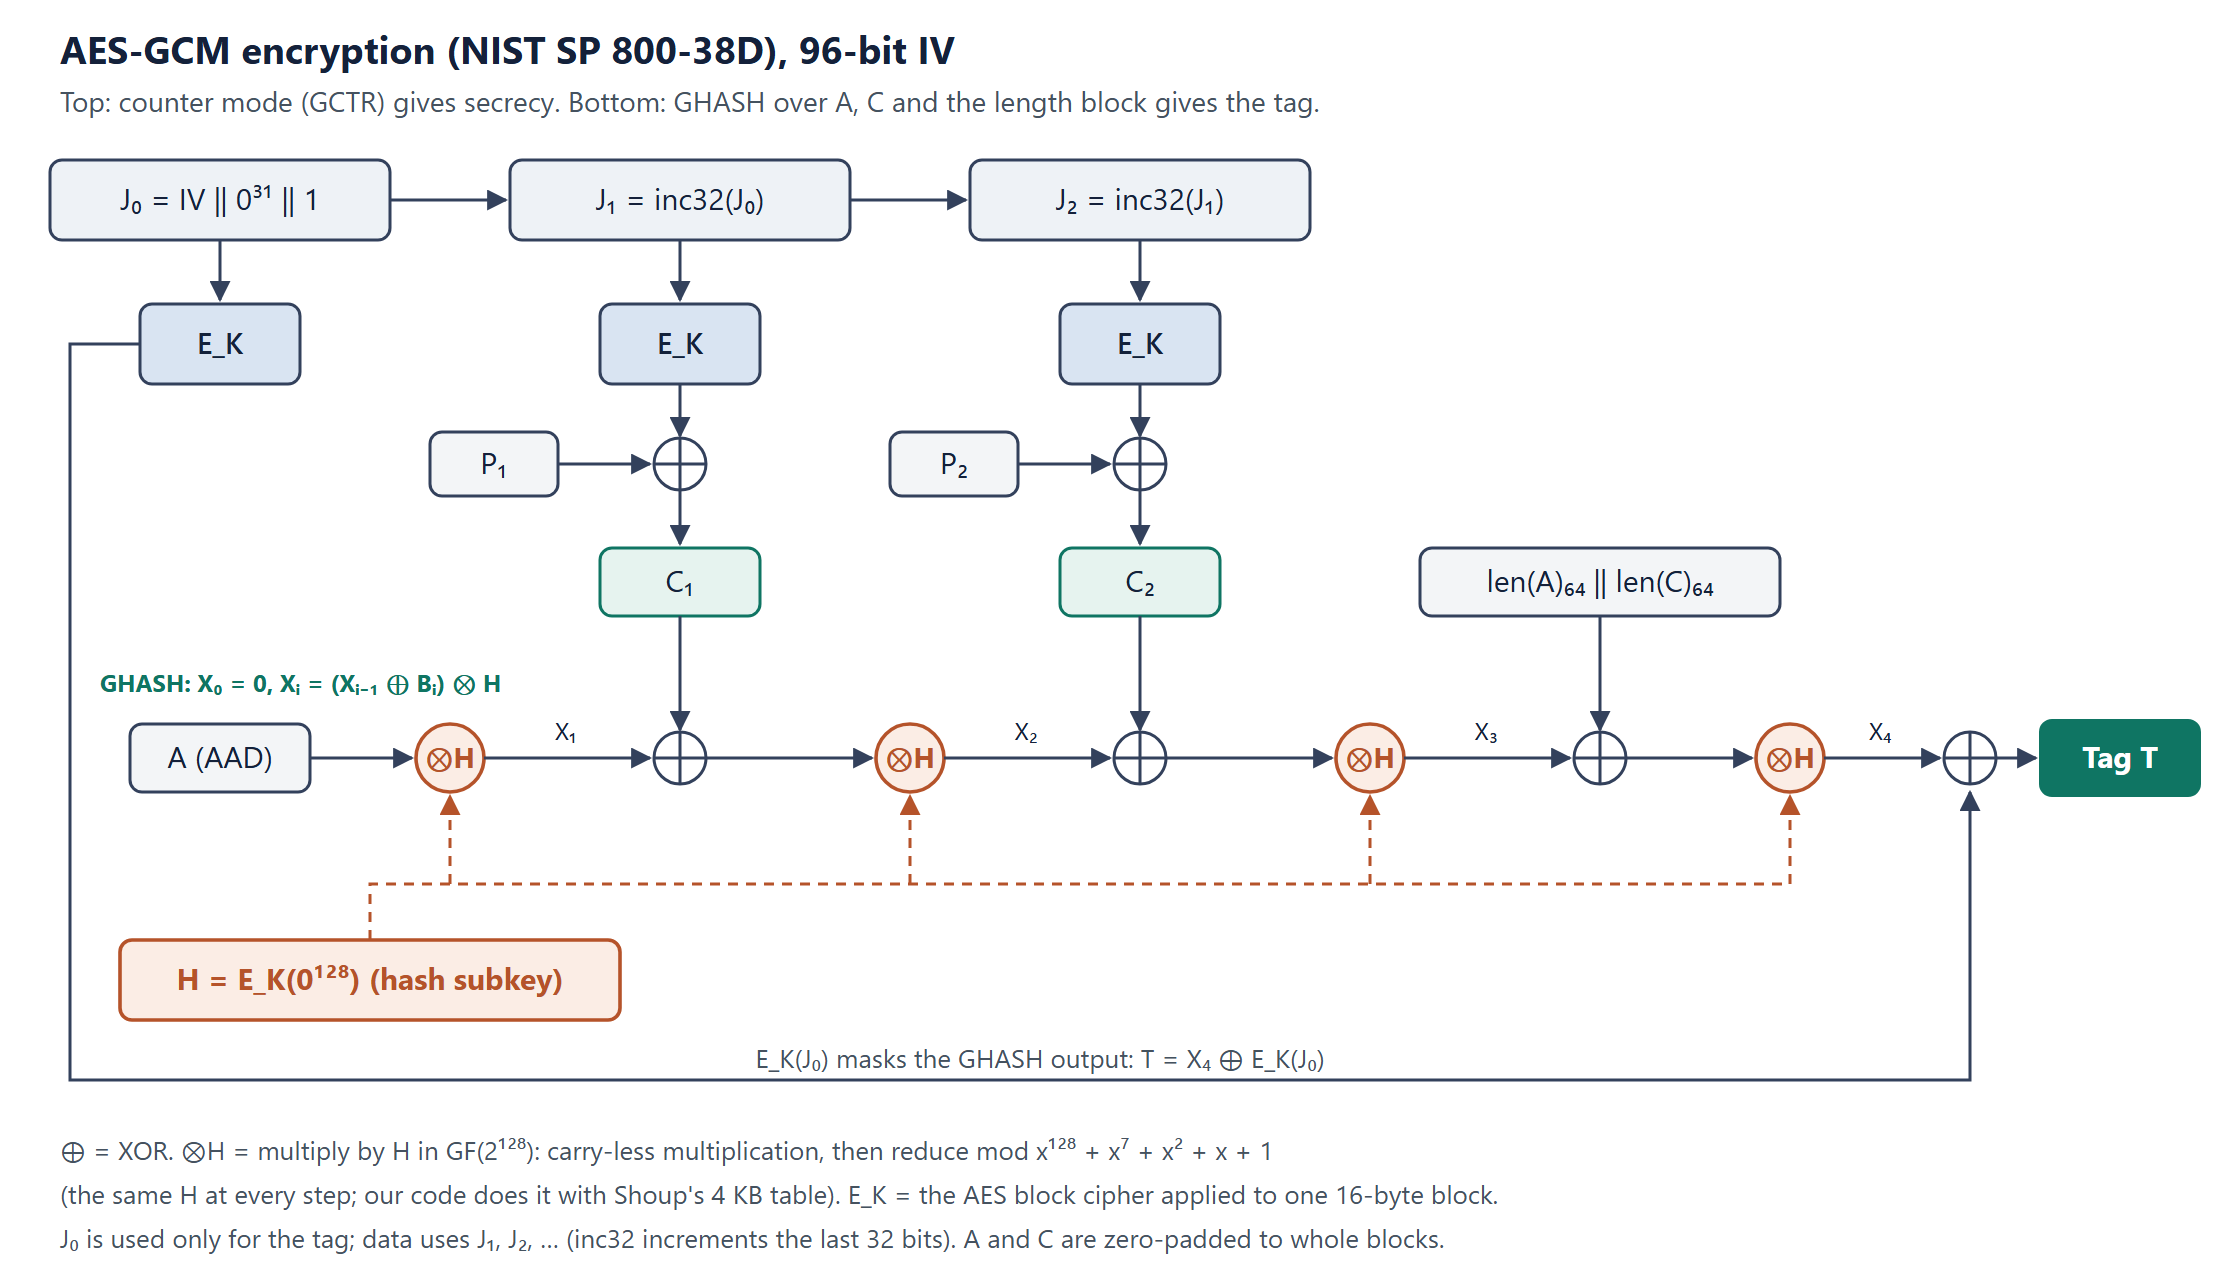 AES-GCM encryption (NIST SP 800-38D), 96-bit IV
Top: counter mode (GCTR) gives secrecy. Bottom: GHASH over A, C and the length block gives the tag.
J₀ = IV || 0³¹ || 1
J₁ = inc32(J₀)
J₂ = inc32(J₁)
E_K
E_K
E_K
P₁
P₂
C₁
C₂
len(A)₆₄ || len(C)₆₄
GHASH: X₀ = 0, Xᵢ = (Xᵢ₋₁ ⊕ Bᵢ) ⊗ H
A (AAD)
⊗H
X₁
⊗H
X₂
⊗H
X₃
⊗H
X₄
Tag T
H = E_K(0¹²⁸) (hash subkey)
E_K(J₀) masks the GHASH output: T = X₄ ⊕ E_K(J₀)
⊕ = XOR. ⊗H = multiply by H in GF(2¹²⁸): carry-less multiplication, then reduce mod x¹²⁸ + x⁷ + x² + x + 1
(the same H at every step; our code does it with Shoup's 4 KB table). E_K = the AES block cipher applied to one 16-byte block.
J₀ is used only for the tag; data uses J₁, J₂, ... (inc32 increments the last 32 bits). A and C are zero-padded to whole blocks.